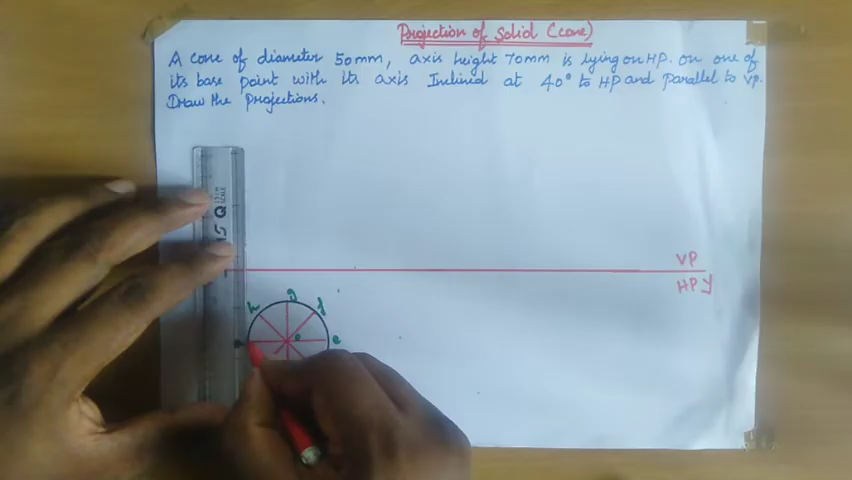 Projection of Solid (cone)
A cone of diameter 50mm, axis height 70mm is lying on HP. on one of
its base point with its axis Inclined at 40° to HP and parallel to VP.
Draw the projections.
VP
HP y
g
h f
o e